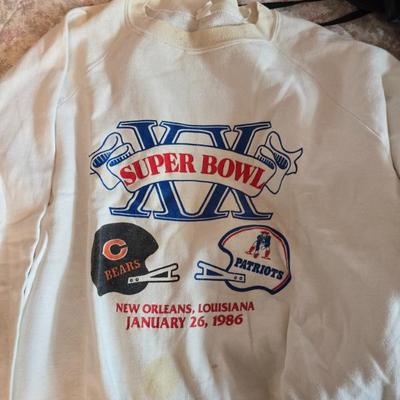 XX
SUPER BOWL
C
BEARS
PATRIOTS
NEW ORLEANS, LOUISIANA
JANUARY 26, 1986